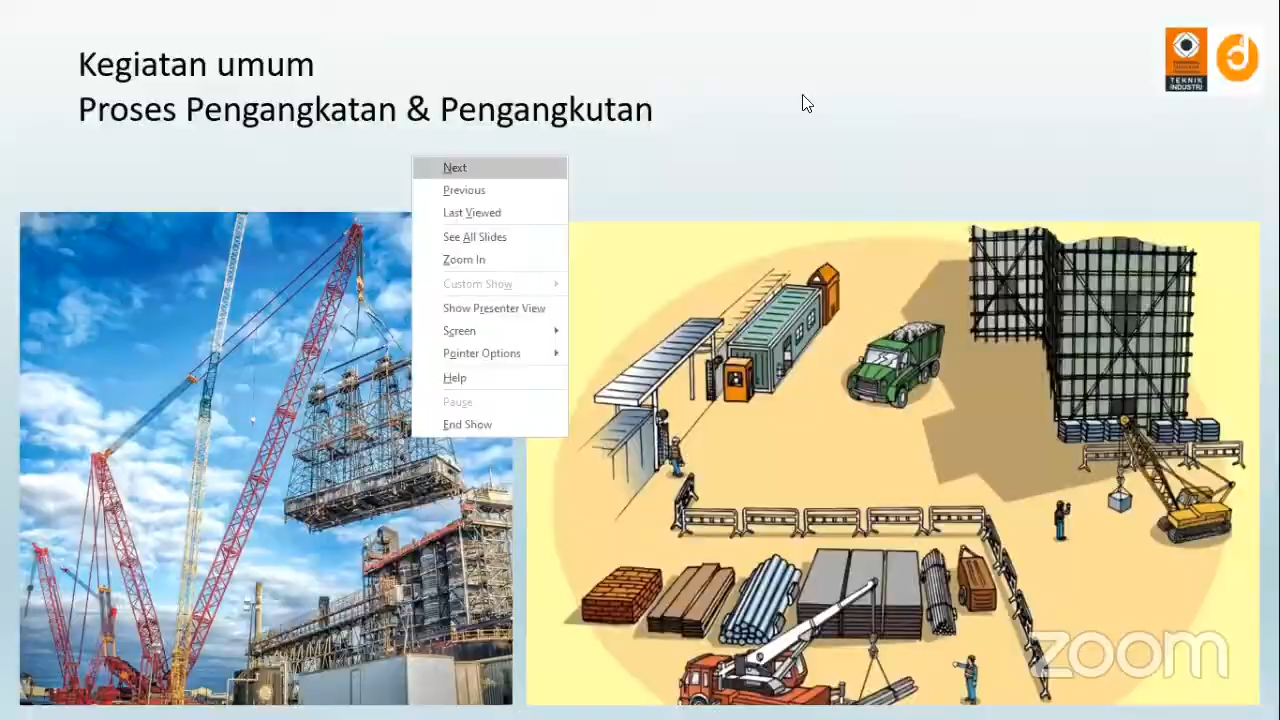 Kegiatan umum
Proses Pengangkatan & Pengangkutan
TEKNIK
INDUSTRI
Next
Previous
Last Viewed
See All Slides
Zoom In
Custom Show
Show Presenter View
Screen
Pointer Options
Help
Pause
End Show
zoom